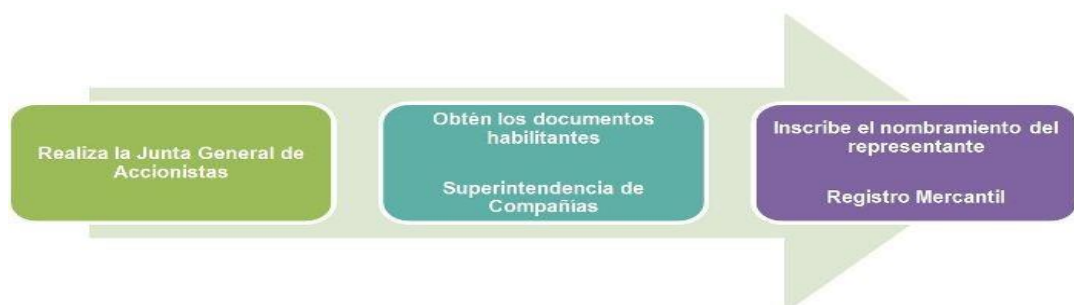 Realiza la Junta General de
Accionistas
Obtén los documentos
habilitantes
Superintendencia de
Compañías
Inscribe el nombramiento del
representante
Registro Mercantil